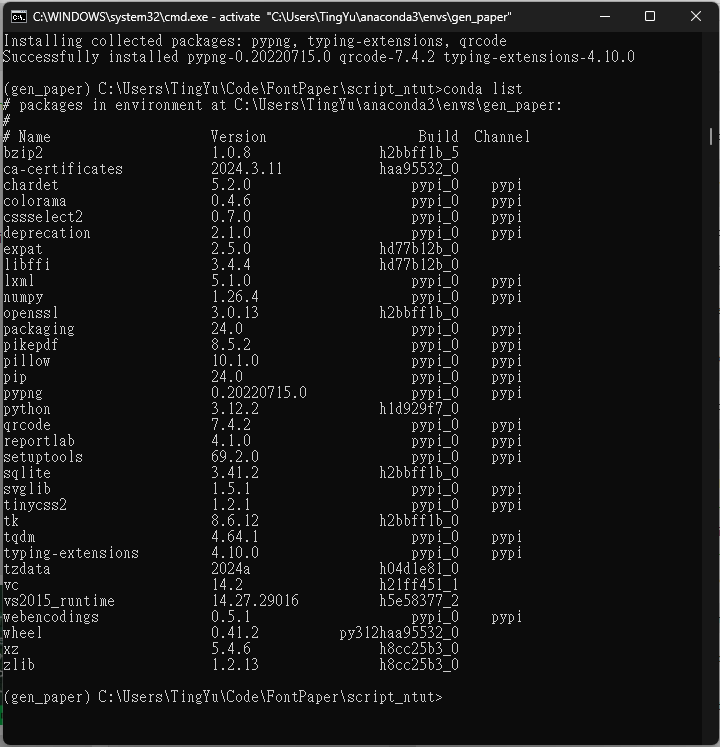 C:\WINDOWS\system32\cmd.exe - activate "C:\Users\TingYu\anaconda3\envs\gen_paper"
Installing collected packages: pypng, typing-extensions, qrcode
Successfully installed pypng-0.20220715.0 qrcode-7.4.2 typing-extensions-4.10.0
(gen_paper) C:\Users\TingYu\Code\FontPaper\script_ntut>conda list
# packages in environment at C:\Users\TingYu\anaconda3\envs\gen_paper:
#
# Name Version Build Channel
bzip2 1.0.8 h2bbff1b_5
ca-certificates 2024.3.11 haa95532_0
chardet 5.2.0 pypi_0 pypi
colorama 0.4.6 pypi_0 pypi
cssselect2 0.7.0 pypi_0 pypi
deprecation 2.1.0 pypi_0 pypi
expat 2.5.0 hd77b12b_0
libffi 3.4.4 hd77b12b_0
lxml 5.1.0 pypi_0 pypi
numpy 1.26.4 pypi_0 pypi
openssl 3.0.13 h2bbff1b_0
packaging 24.0 pypi_0 pypi
pikepdf 8.5.2 pypi_0 pypi
pillow 10.1.0 pypi_0 pypi
pip 24.0 pypi_0 pypi
pypng 0.20220715.0 pypi_0 pypi
python 3.12.2 h1d929f7_0
qrcode 7.4.2 pypi_0 pypi
reportlab 4.1.0 pypi_0 pypi
setuptools 69.2.0 pypi_0 pypi
sqlite 3.41.2 h2bbff1b_0
svglib 1.5.1 pypi_0 pypi
tinycss2 1.2.1 pypi_0 pypi
tk 8.6.12 h2bbff1b_0
tqdm 4.64.1 pypi_0 pypi
typing-extensions 4.10.0 pypi_0 pypi
tzdata 2024a h04d1e81_0
vc 14.2 h21ff451_1
vs2015_runtime 14.27.29016 h5e58377_2
webencodings 0.5.1 pypi_0 pypi
wheel 0.41.2 py312haa95532_0
xz 5.4.6 h8cc25b3_0
zlib 1.2.13 h8cc25b3_0
(gen_paper) C:\Users\TingYu\Code\FontPaper\script_ntut>